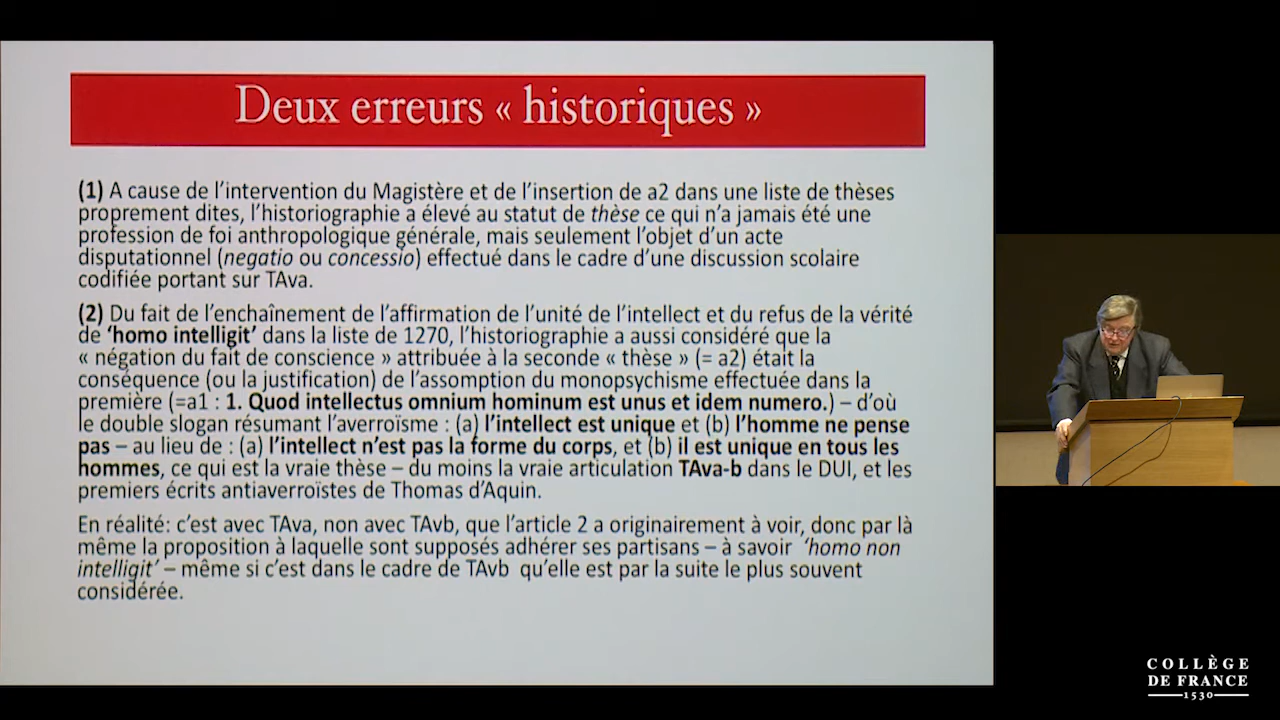 Deux erreurs « historiques »
(1) A cause de l’intervention du Magistère et de l’insertion de a2 dans une liste de thèses
proprement dites, l’historiographie a élevé au statut de thèse ce qui n’a jamais été une
profession de foi anthropologique générale, mais seulement l’objet d’un acte
disputationnel (negatio ou concessio) effectué dans le cadre d’une discussion scolaire
codifiée portant sur TAva.
(2) Du fait de l’enchaînement de l’affirmation de l’unité de l’intellect et du refus de la vérité
de ‘homo intelligit’ dans la liste de 1270, l’historiographie a aussi considéré que la
« négation du fait de conscience » attribuée à la seconde « thèse » (= a2) était la
conséquence (ou la justification) de l’assomption du monopsychisme effectuée dans la
première (=a1 : 1. Quod intellectus omnium hominum est unus et idem numero.) – d’où
le double slogan résumant l’averroïsme : (a) l’intellect est unique et (b) l’homme ne pense
pas – au lieu de : (a) l’intellect n’est pas la forme du corps, et (b) il est unique en tous les
hommes, ce qui est la vraie thèse – du moins la vraie articulation TAva-b dans le DUI, et les
premiers écrits antiaverroïstes de Thomas d’Aquin.
En réalité: c’est avec TAva, non avec TAvb, que l’article 2 a originairement à voir, donc par là
même la proposition à laquelle sont supposés adhérer ses partisans – à savoir ‘homo non
intelligit’ – même si c’est dans le cadre de TAvb qu’elle est par la suite le plus souvent
considérée.
COLLÈGE
DE FRANCE
1530